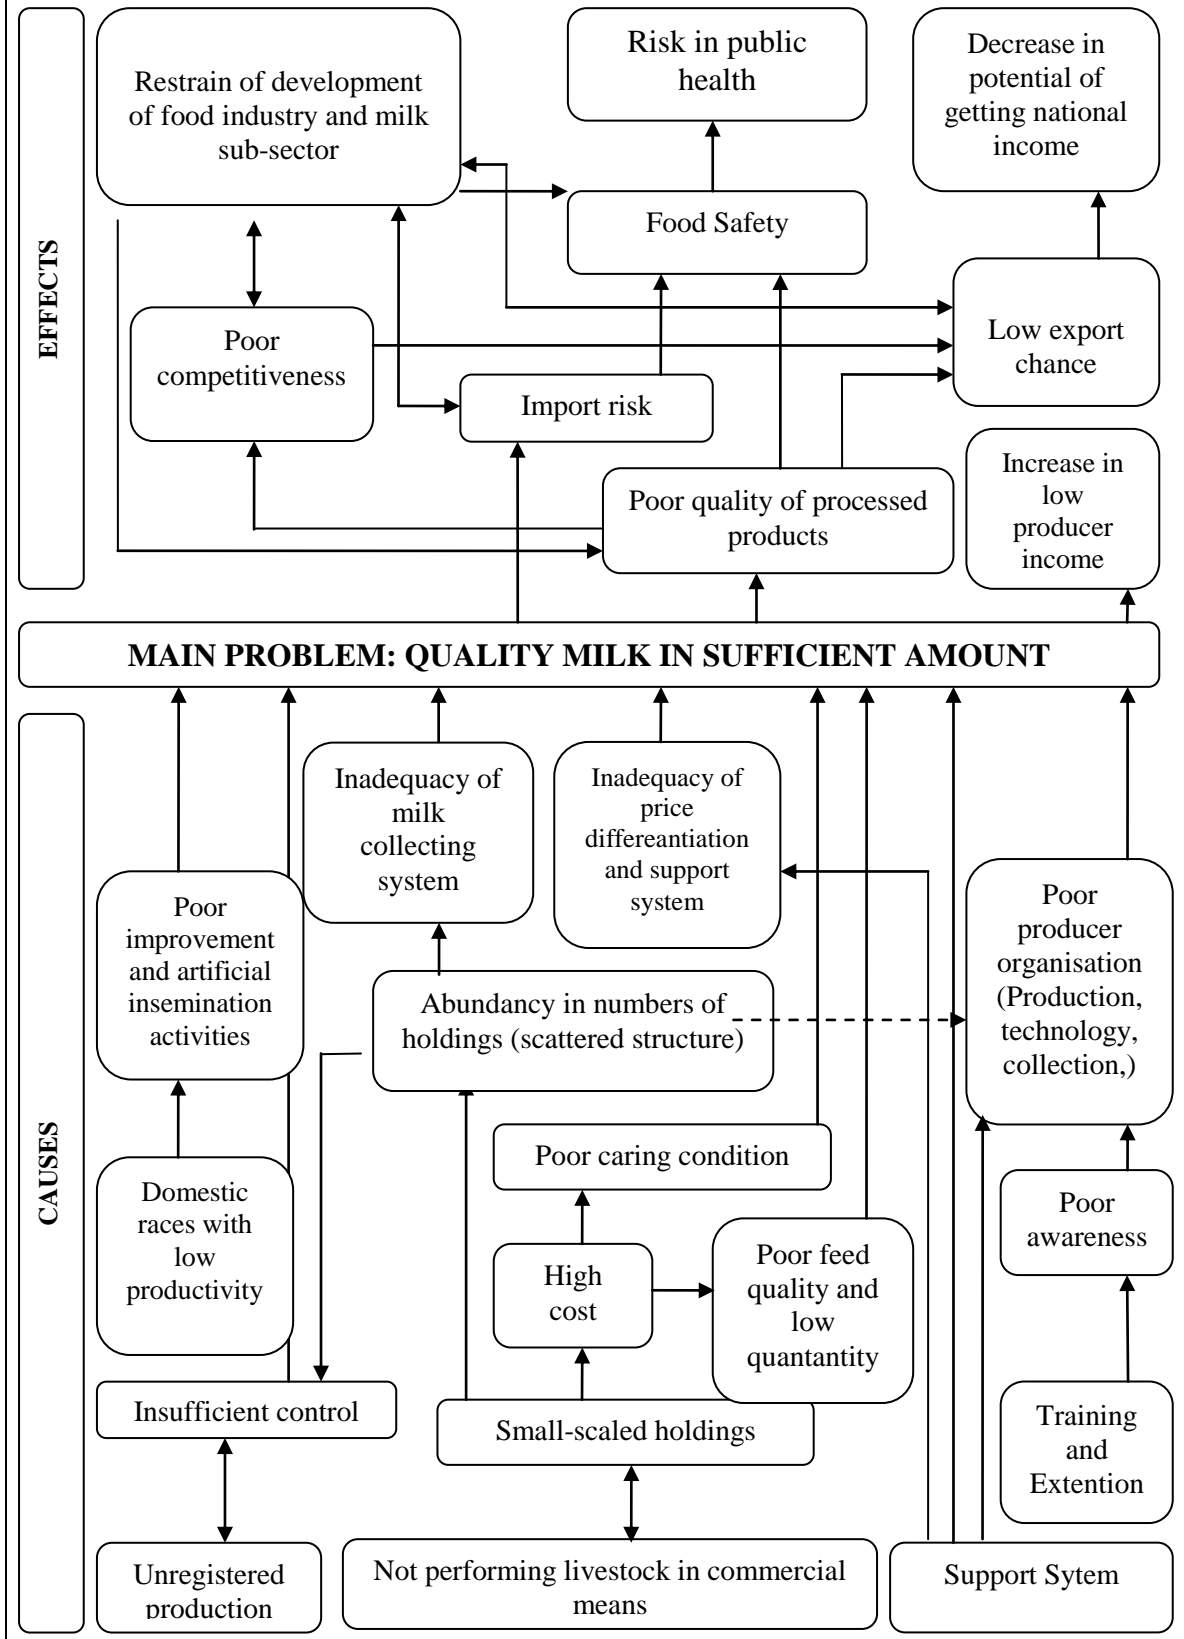 EFFECTS
Restrain of development
of food industry and milk
sub-sector
Risk in public
health
Decrease in
potential of
getting national
income
Food Safety
Poor
competitiveness
Low export
chance
Import risk
Increase in
low
producer
income
Poor quality of processed
products
MAIN PROBLEM: QUALITY MILK IN SUFFICIENT AMOUNT
CAUSES
Inadequacy of
milk
collecting
system
Inadequacy of
price
differeantiation
and support
system
Poor
improvement
and artificial
insemination
activities
Poor
producer
organisation
(Production,
technology,
collection,)
Abundancy in numbers of
holdings (scattered structure)
Poor caring condition
Domestic
races with
low
productivity
Poor
awareness
High
cost
Poor feed
quality and
low
quantantity
Insufficient control
Small-scaled holdings
Training
and
Extention
Unregistered
production
Not performing livestock in commercial
means
Support Sytem